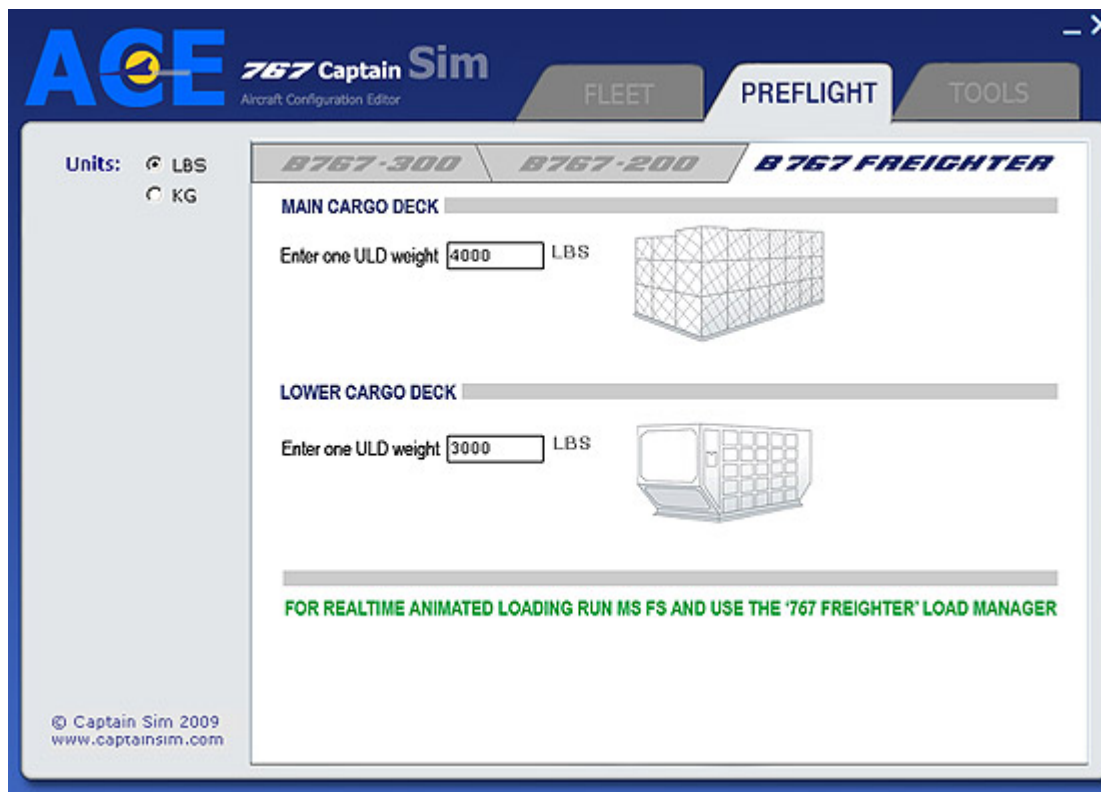 ACE
767 Captain Sim
Aircraft Configuration Editor
FLEET
PREFLIGHT
TOOLS
Units:
LBS
KG
B767-300
B767-200
B767 FREIGHTER
MAIN CARGO DECK
Enter one ULD weight 4000 LBS
LOWER CARGO DECK
Enter one ULD weight 3000 LBS
FOR REALTIME ANIMATED LOADING RUN MS FS AND USE THE '767 FREIGHTER' LOAD MANAGER
© Captain Sim 2009
www.captainsim.com